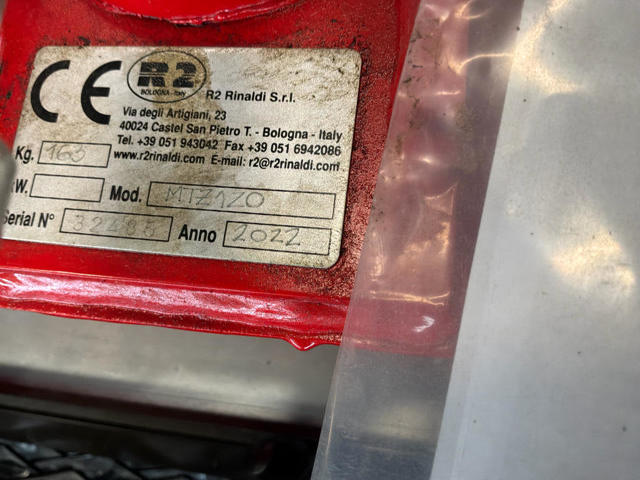 CE R2
BOLOGNA-Italy
R2 Rinaldi S.r.l.
Via degli Artigiani, 23
40024 Castel San Pietro T. - Bologna - Italy
Tel. +39 051 943042 Fax +39 051 6942086
www.r2rinaldi.com E-mail: r2@r2rinaldi.com
Kg. 163
W. Mod. MTZ120
Serial N° Anno 2022